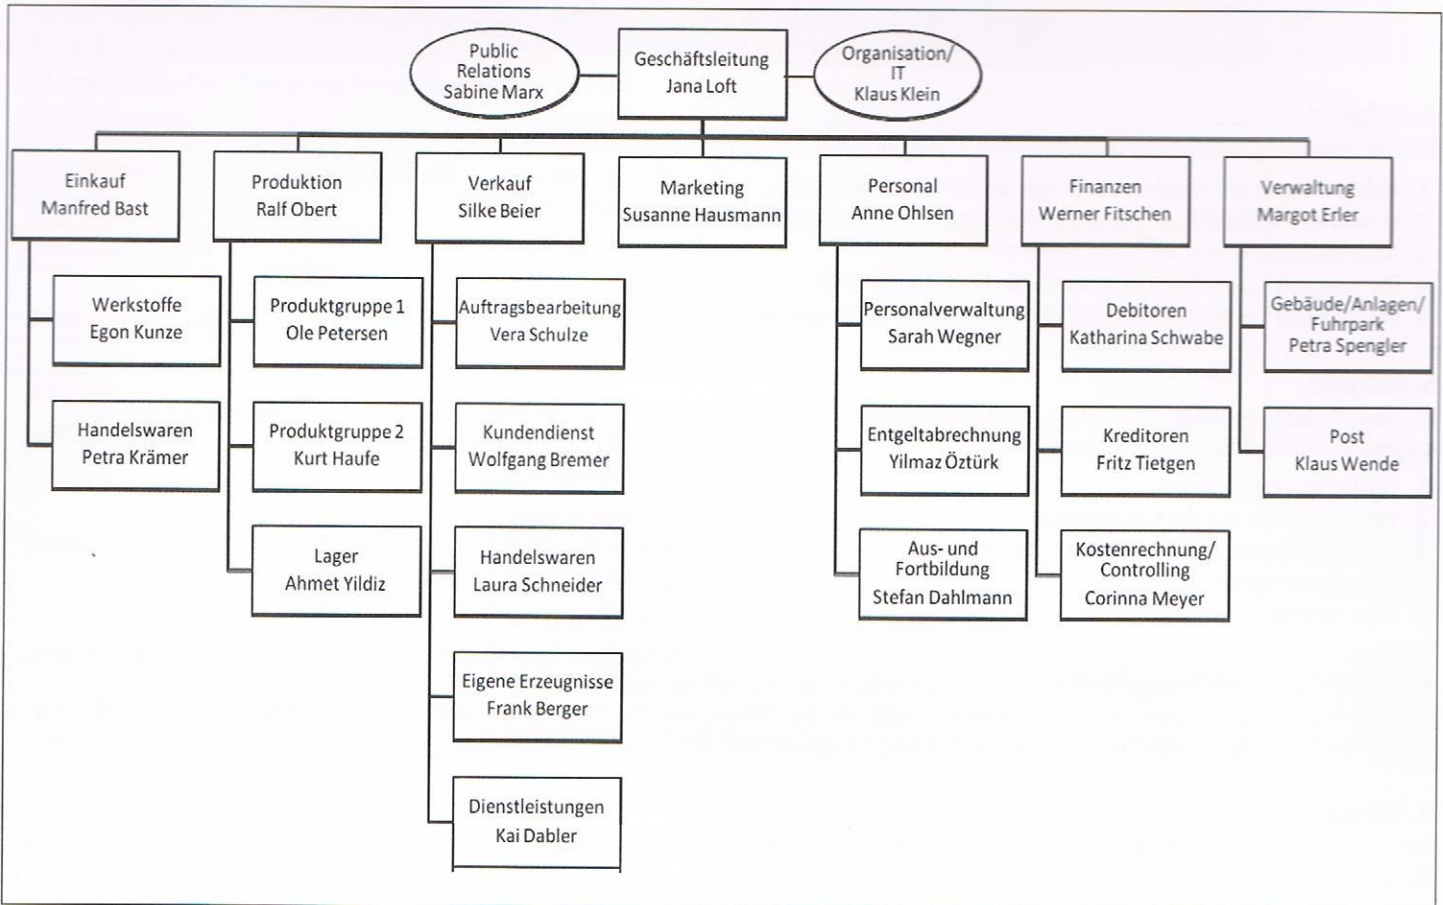 Public
Relations
Sabine Marx
Geschäftsleitung
Jana Loft
Organisation/
IT
Klaus Klein
Einkauf
Manfred Bast
Produktion
Ralf Obert
Verkauf
Silke Beier
Marketing
Susanne Hausmann
Personal
Anne Ohlsen
Finanzen
Werner Fitschen
Verwaltung
Margot Erler
Werkstoffe
Egon Kunze
Handelswaren
Petra Krämer
Produktgruppe 1
Ole Petersen
Produktgruppe 2
Kurt Haufe
Lager
Ahmet Yildiz
Auftragsbearbeitung
Vera Schulze
Kundendienst
Wolfgang Bremer
Handelswaren
Laura Schneider
Eigene Erzeugnisse
Frank Berger
Dienstleistungen
Kai Dabler
Personalverwaltung
Sarah Wegner
Entgeltabrechnung
Yilmaz Öztürk
Aus- und
Fortbildung
Stefan Dahlmann
Debitoren
Katharina Schwabe
Kreditoren
Fritz Tietgen
Kostenrechnung/
Controlling
Corinna Meyer
Gebäude/Anlagen/
Fuhrpark
Petra Spengler
Post
Klaus Wende